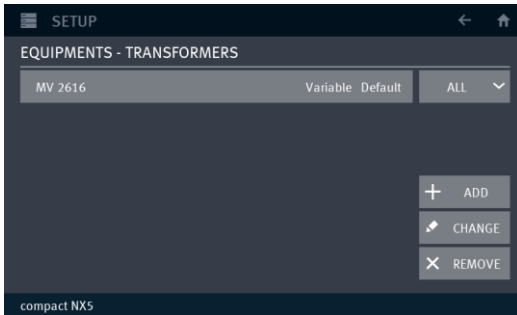 SETUP
EQUIPMENTS - TRANSFORMERS
MV 2616 Variable Default ALL
ADD
CHANGE
REMOVE
compact NX5